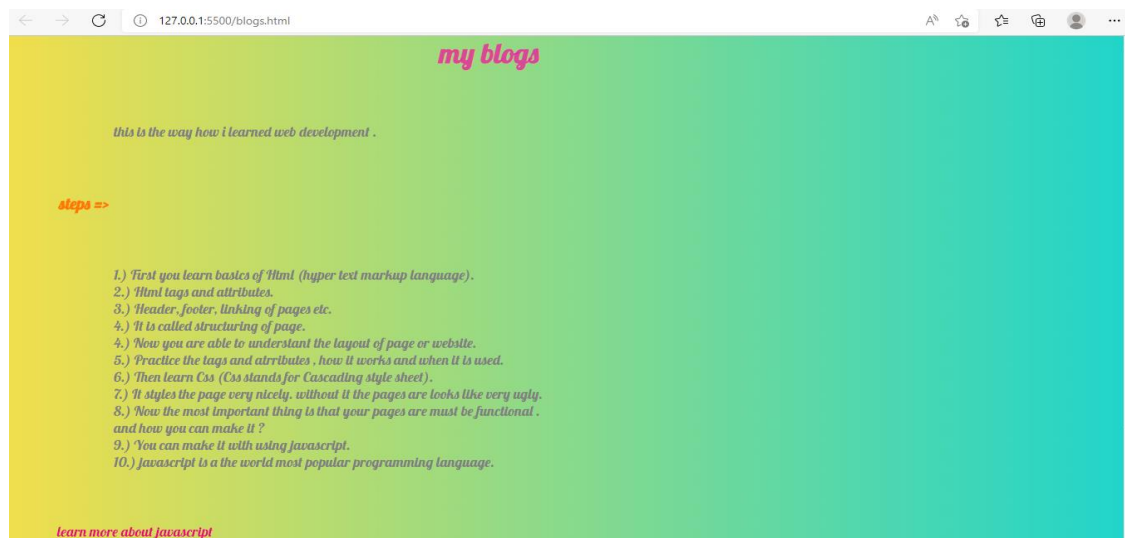 127.0.0.1:5500/blogs.html
my blogs
this is the way how i learned web development .
steps =>
1.) First you learn basics of Html (hyper text markup language).
2.) Html tags and attributes.
3.) Header, footer, linking of pages etc.
4.) It is called structuring of page.
4.) Now you are able to understant the layout of page or website.
5.) Practice the tags and atrributes , how it works and when it is used.
6.) Then learn Css (Css stands for Cascading style sheet).
7.) It styles the page very nicely. without it the pages are looks like very ugly.
8.) Now the most important thing is that your pages are must be functional .
and how you can make it ?
9.) You can make it with using javascript.
10.) javascript is a the world most popular programming language.
learn more about javascript